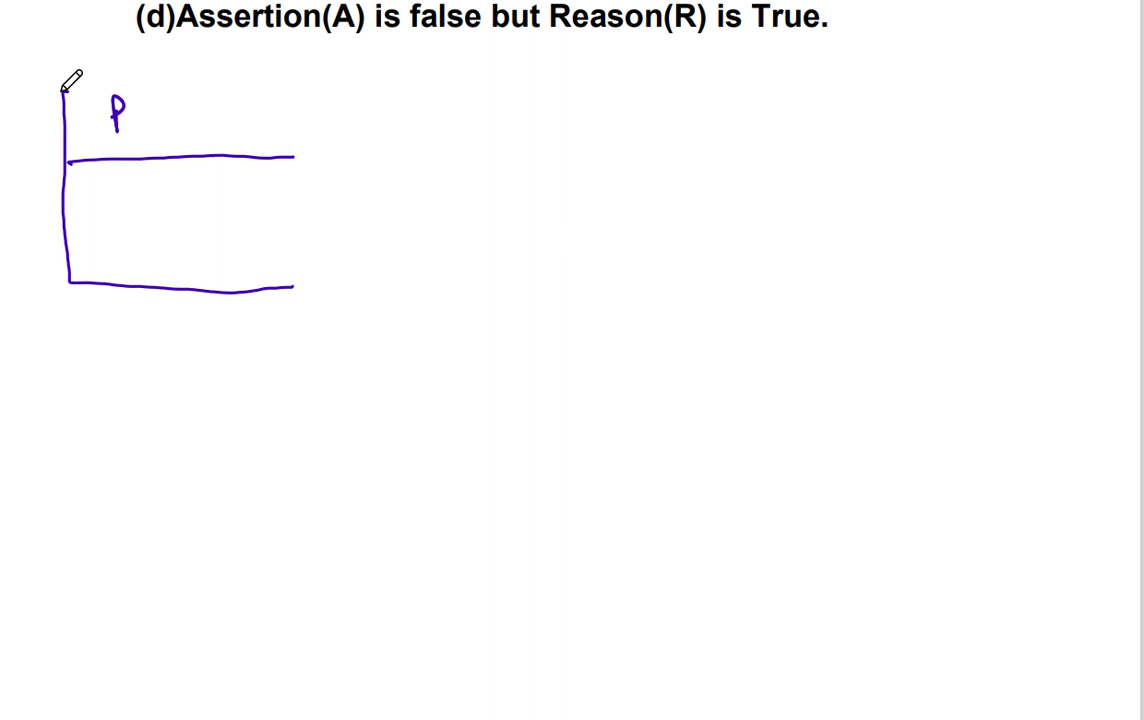 (d)Assertion(A) is false but Reason(R) is True.
P